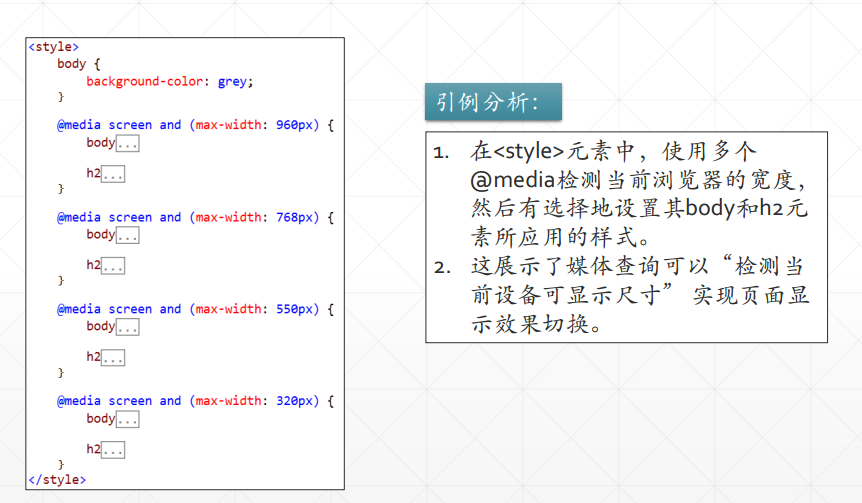 <style>
body {
background-color: grey;
}
@media screen and (max-width: 960px) {
body...
h2...
}
@media screen and (max-width: 768px) {
body...
h2...
}
@media screen and (max-width: 550px) {
body...
h2...
}
@media screen and (max-width: 320px) {
body...
h2...
}
</style>
引例分析：
1. 在<style>元素中，使用多个
@media检测当前浏览器的宽度，
然后有选择地设置其body和h2元
素所应用的样式。
2. 这展示了媒体查询可以“检测当
前设备可显示尺寸” 实现页面显
示效果切换。